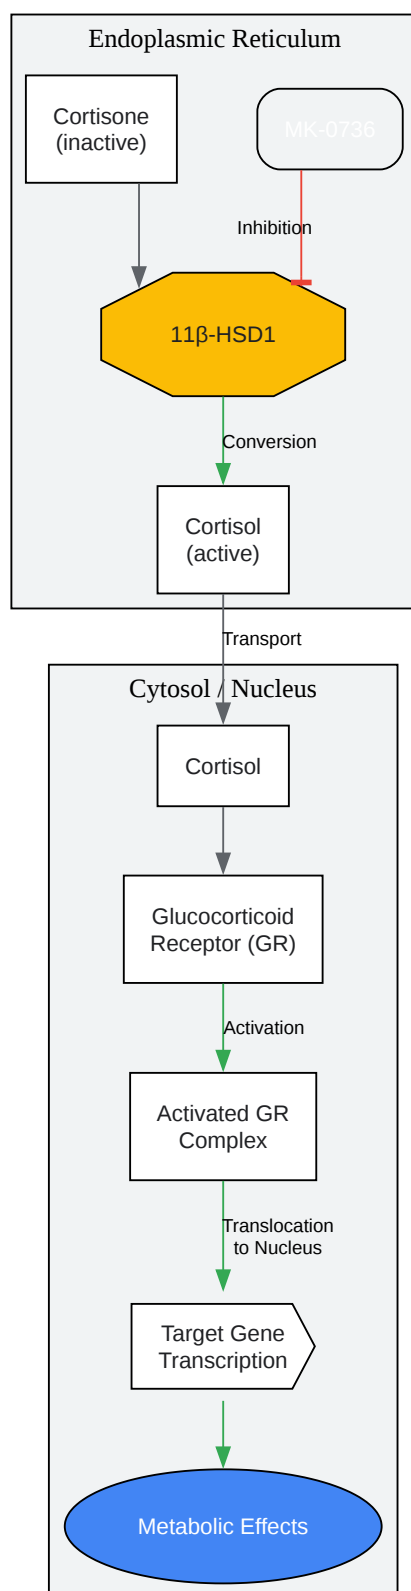 Endoplasmic Reticulum
Cortisone
(inactive)
MK-0736
Inhibition
11β-HSD1
Conversion
Cortisol
(active)
Transport
Cytosol / Nucleus
Cortisol
Glucocorticoid
Receptor (GR)
Activation
Activated GR
Complex
Translocation
to Nucleus
Target Gene
Transcription
Metabolic Effects